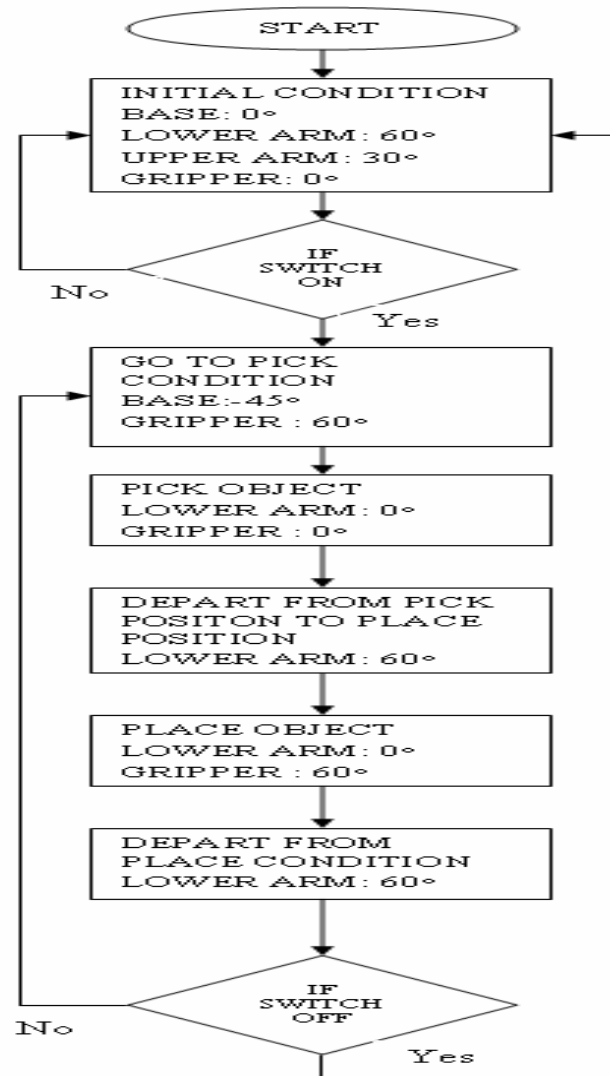 START
INITIAL CONDITION
BASE: 0°
LOWER ARM: 60°
UPPER ARM: 30°
GRIPPER: 0°
IF
SWITCH
ON
No
Yes
GO TO PICK
CONDITION
BASE:-45°
GRIPPER : 60°
PICK OBJECT
LOWER ARM: 0°
GRIPPER : 0°
DEPART FROM PICK
POSITON TO PLACE
POSITION
LOWER ARM: 60°
PLACE OBJECT
LOWER ARM: 0°
GRIPPER : 60°
DEPART FROM
PLACE CONDITION
LOWER ARM: 60°
IF
SWITCH
OFF
No
Yes